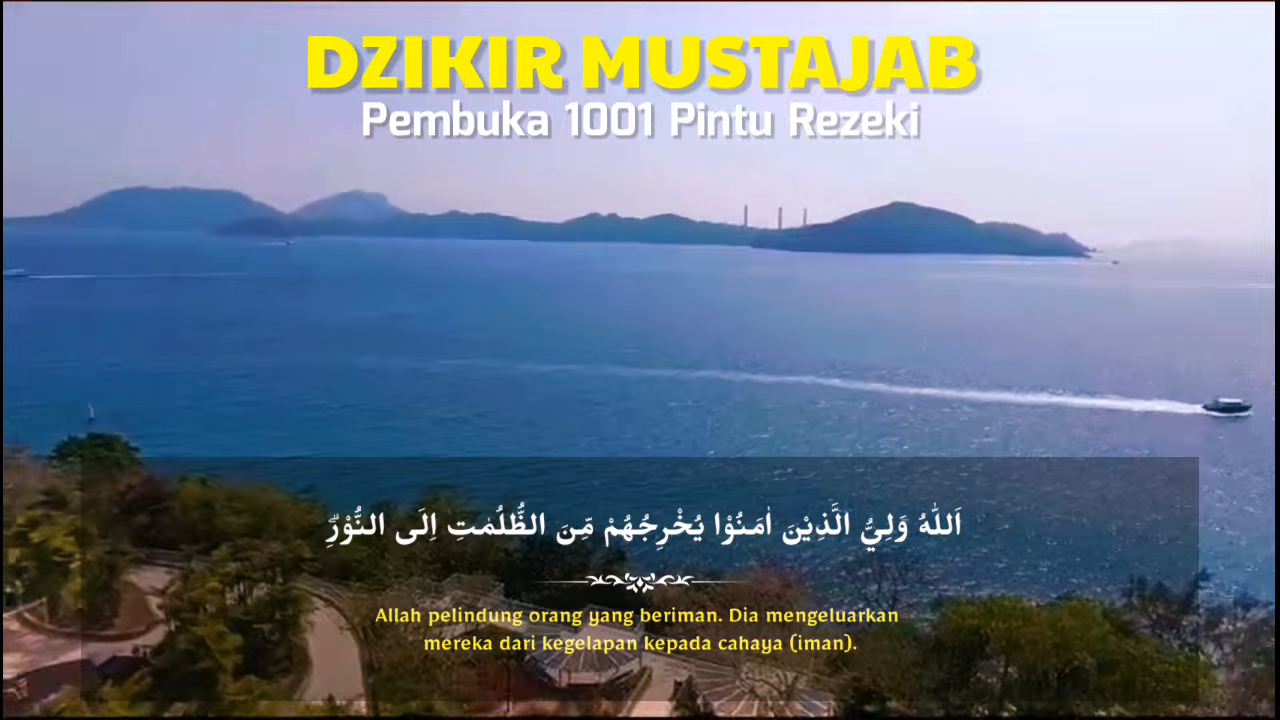 DZIKIR MUSTAJAB
Pembuka 1001 Pintu Rezeki
اَللّٰهُ وَلِيُّ الَّذِيْنَ اٰمَنُوْا يُخْرِجُهُمْ مِّنَ الظُّلُمٰتِ اِلَى النُّوْرِۗ
Allah pelindung orang yang beriman. Dia mengeluarkan
mereka dari kegelapan kepada cahaya (iman).